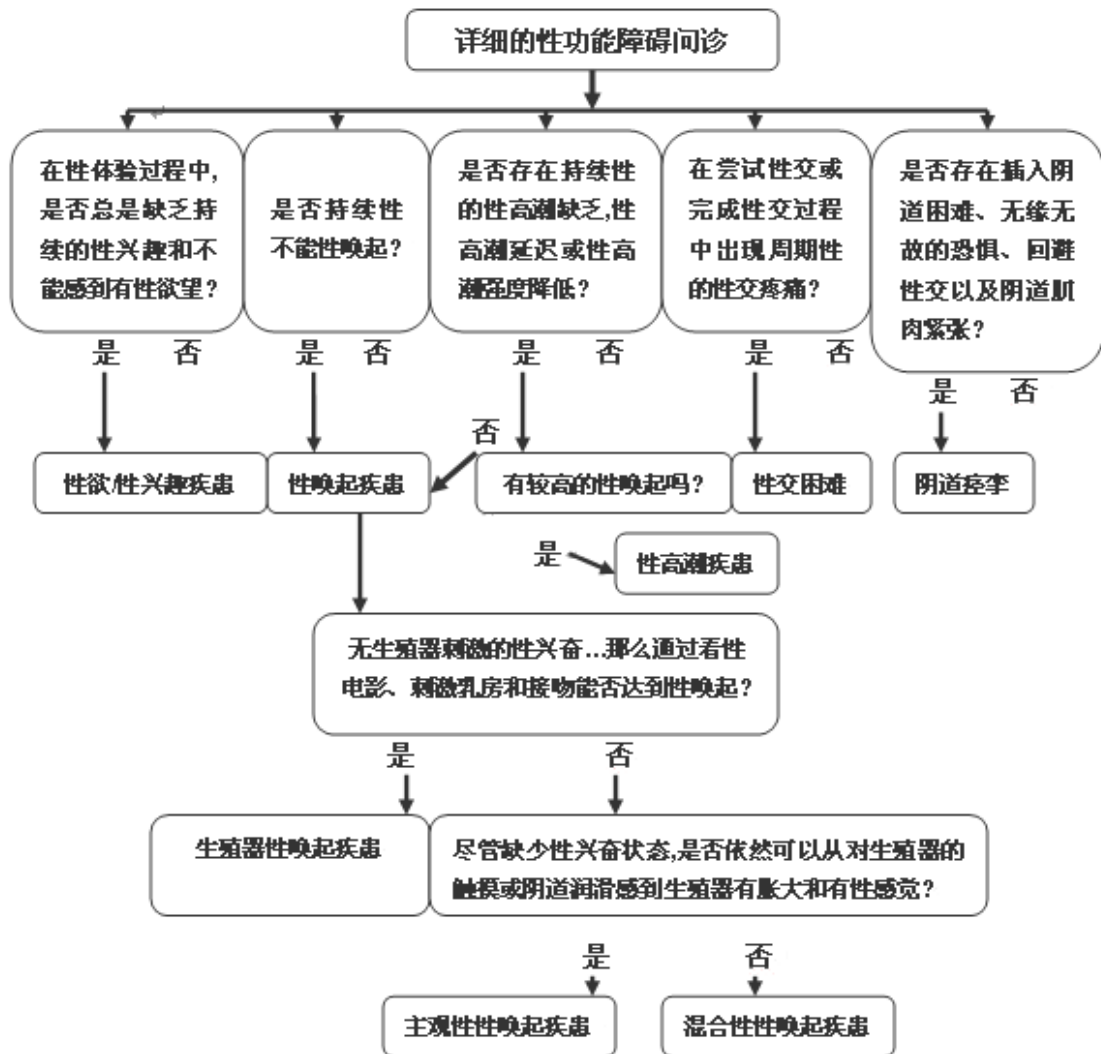 详细的性功能障碍问诊
在性体验过程中,
是否总是缺乏持
续的性兴趣和不
能感到有性欲望?
是否持续性
不能性唤起?
是否存在持续性
的性高潮缺乏,性
高潮延迟或性高
潮强度降低?
在尝试性交或
完成性交过程
中出现周期性
的性交疼痛?
是否存在插入阴
道困难、无缘无
故的恐惧、回避
性交以及阴道肌
肉紧张?
是 否
是 否
是 否
是 否
是 否
否
性欲/性兴趣疾患
性唤起疾患
有较高的性唤起吗?
性交困难
阴道痉挛
是
性高潮疾患
无生殖器刺激的性兴奋…那么通过看性
电影、刺激乳房和接吻能否达到性唤起?
是
否
生殖器性唤起疾患
尽管缺少性兴奋状态,是否依然可以从对生殖器的
触摸或阴道润滑感到生殖器有胀大和有性感觉?
是
否
主观性性唤起疾患
混合性性唤起疾患